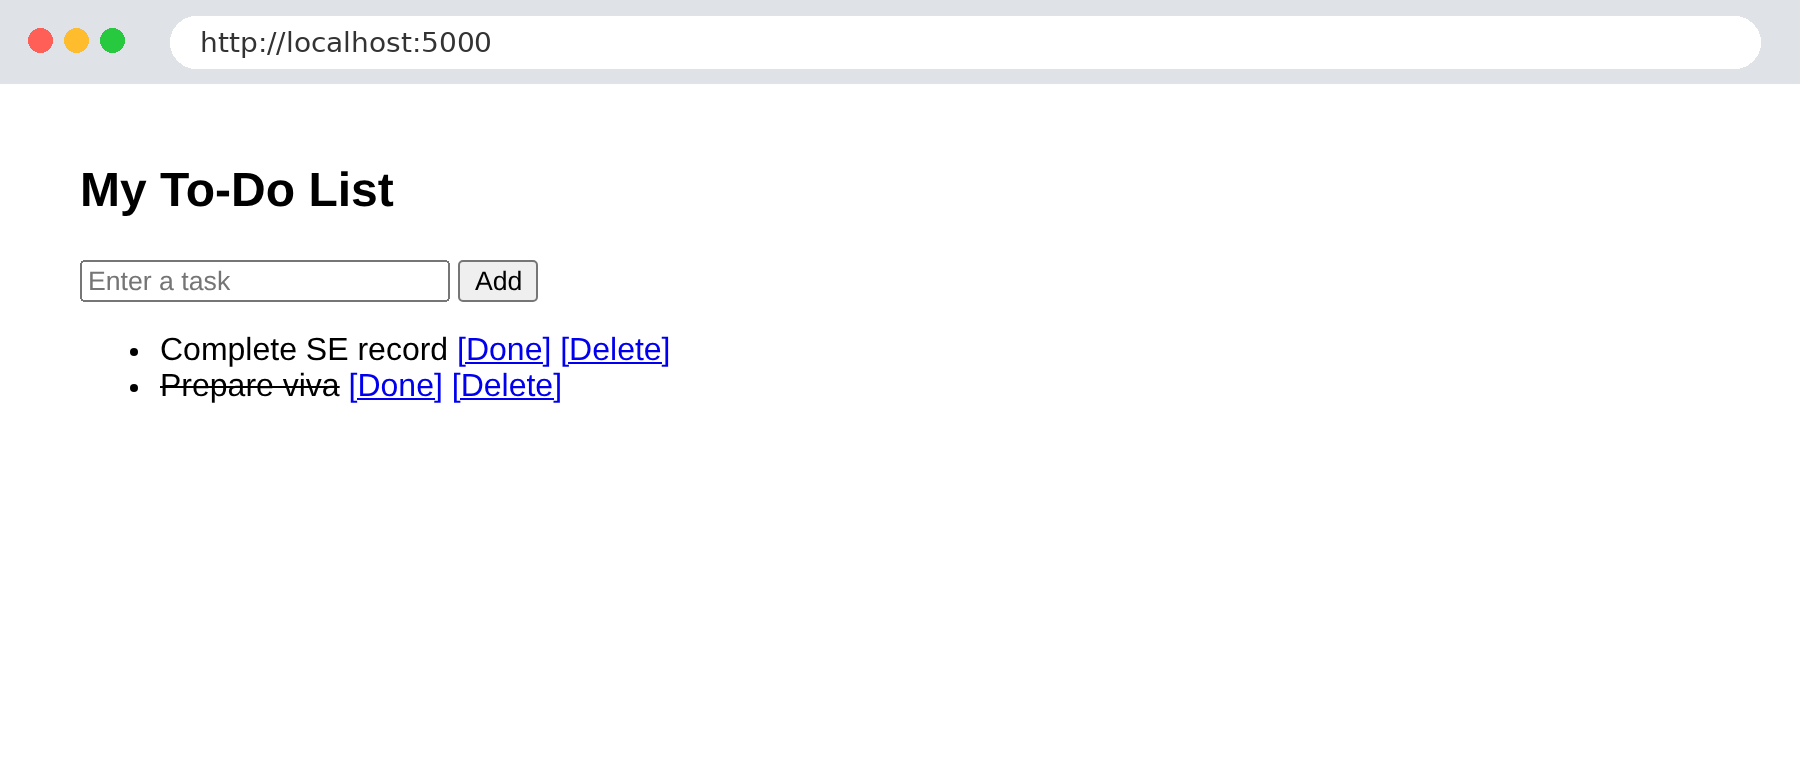 http://localhost:5000
My To-Do List
Enter a task Add
Complete SE record [Done] [Delete]
Prepare viva [Done] [Delete]